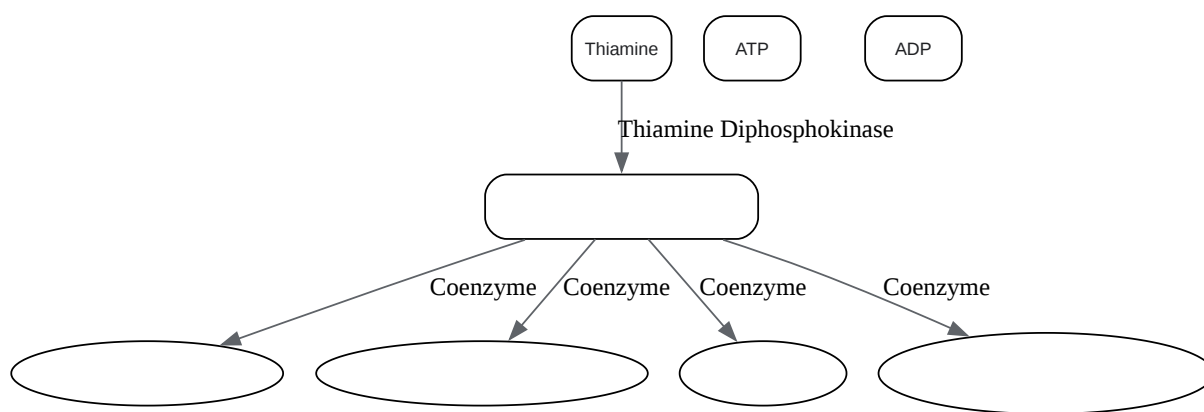 Thiamine
ATP
ADP
Thiamine Diphosphokinase
Coenzyme
Coenzyme
Coenzyme
Coenzyme